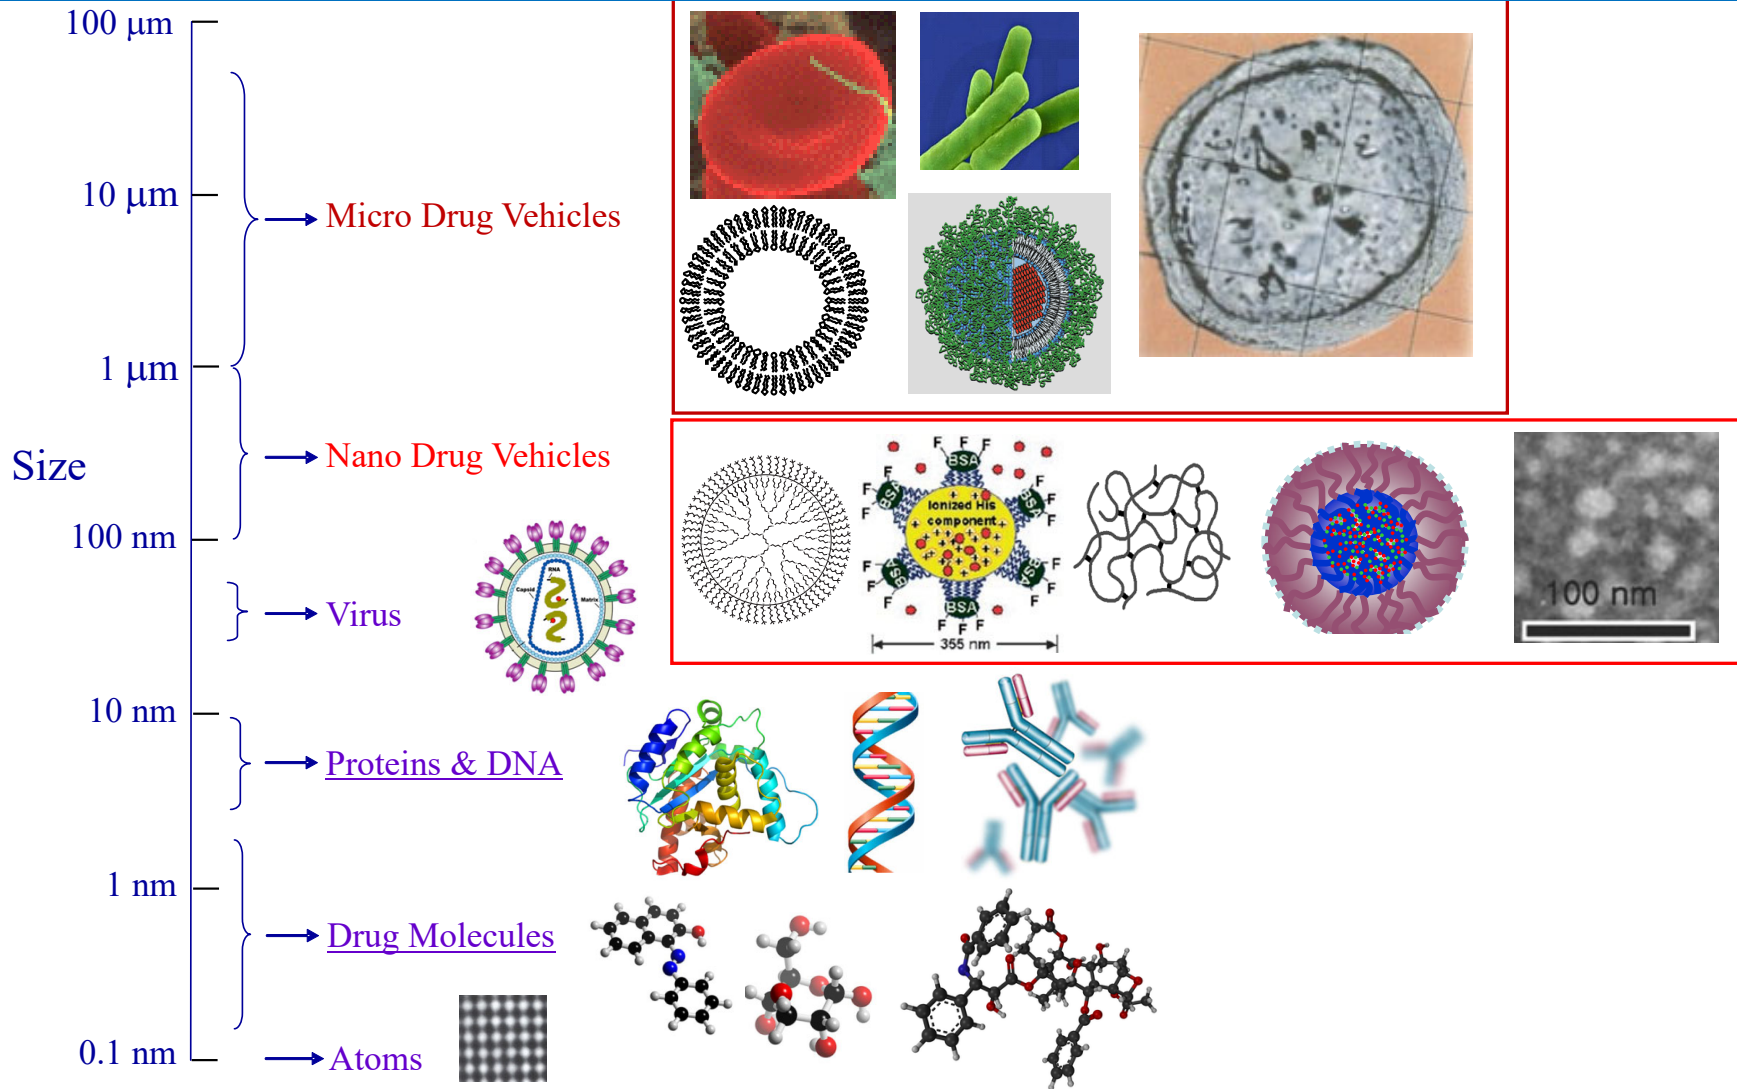 100 μm
10 μm
Micro Drug Vehicles
1 μm
Size
Nano Drug Vehicles
100 nm
Virus
10 nm
Proteins & DNA
1 nm
Drug Molecules
0.1 nm
Atoms
RNA
Capsid
Matrix
F F F
BSA
F
F
BSA
F
F
BSA
Ionized His
component
F
F
BSA
F
F
BSA
BSA
F F F
355 nm
100 nm